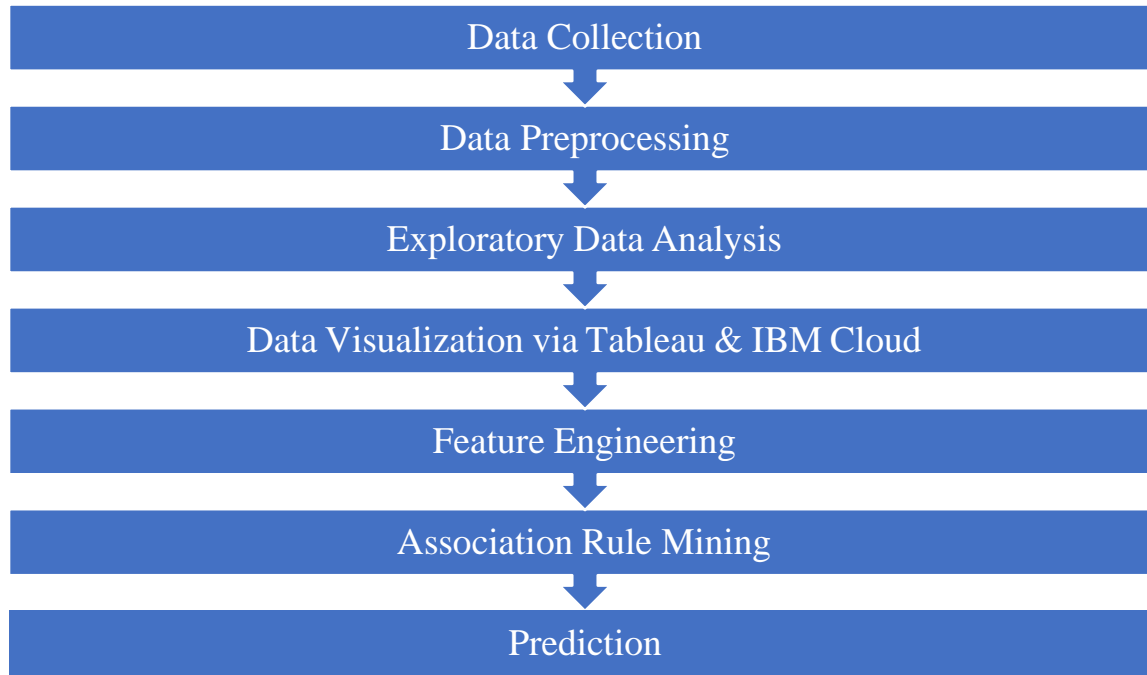 Data Collection
Data Preprocessing
Exploratory Data Analysis
Data Visualization via Tableau & IBM Cloud
Feature Engineering
Association Rule Mining
Prediction